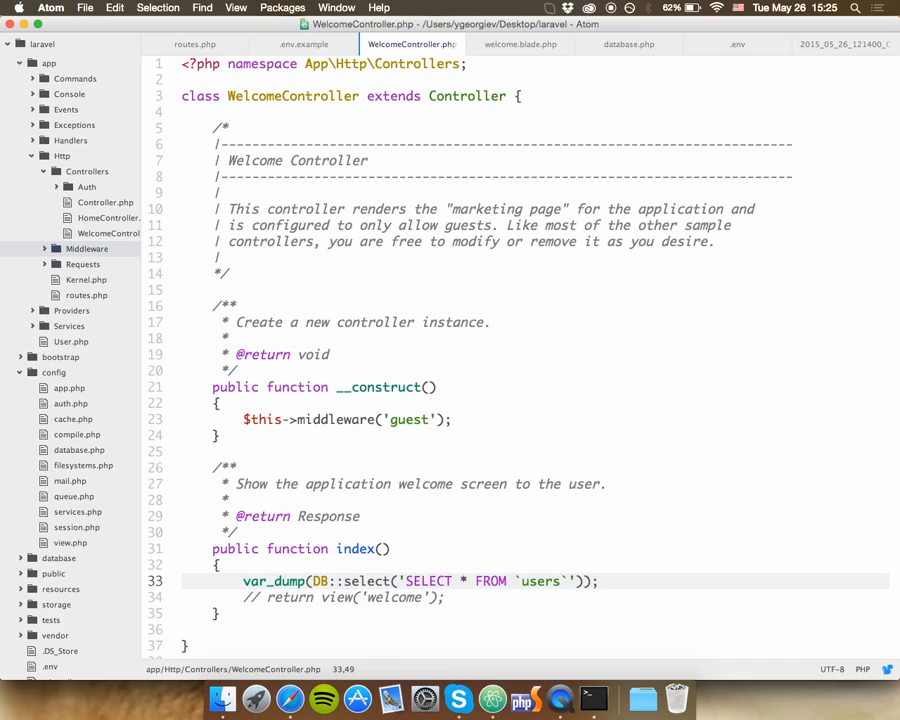 Atom File Edit Selection Find View Packages Window Help 62% Tue May 26 15:25
WelcomeController.php - /Users/ygeorgiev/Desktop/laravel - Atom
laravel
routes.php .env.example WelcomeController.php welcome.blade.php database.php .env 2015_05_26_121400_c
app
Commands
Console
Events
Exceptions
Handlers
Http
Controllers
Auth
Controller.php
HomeController.
WelcomeControl
Middleware
Requests
Kernel.php
routes.php
Providers
Services
User.php
bootstrap
config
app.php
auth.php
cache.php
compile.php
database.php
filesystems.php
mail.php
queue.php
services.php
session.php
view.php
database
public
resources
storage
tests
vendor
.DS_Store
.env
1 <?php namespace App\Http\Controllers;
2
3 class WelcomeController extends Controller {
4
5 /*
6 |--------------------------------------------------------------------------
7 | Welcome Controller
8 |--------------------------------------------------------------------------
9 |
10 | This controller renders the "marketing page" for the application and
11 | is configured to only allow guests. Like most of the other sample
12 | controllers, you are free to modify or remove it as you desire.
13 |
14 */
15
16 /**
17 * Create a new controller instance.
18 *
19 * @return void
20 */
21 public function __construct()
22 {
23 $this->middleware('guest');
24 }
25
26 /**
27 * Show the application welcome screen to the user.
28 *
29 * @return Response
30 */
31 public function index()
32 {
33 var_dump(DB::select('SELECT * FROM `users`'));
34 // return view('welcome');
35 }
36
37 }
app/Http/Controllers/WelcomeController.php 33,49 UTF-8 PHP
php